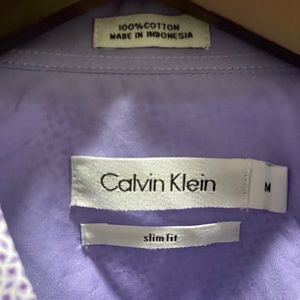 100% COTTON
MADE IN INDONESIA
Calvin Klein
M
slim fit